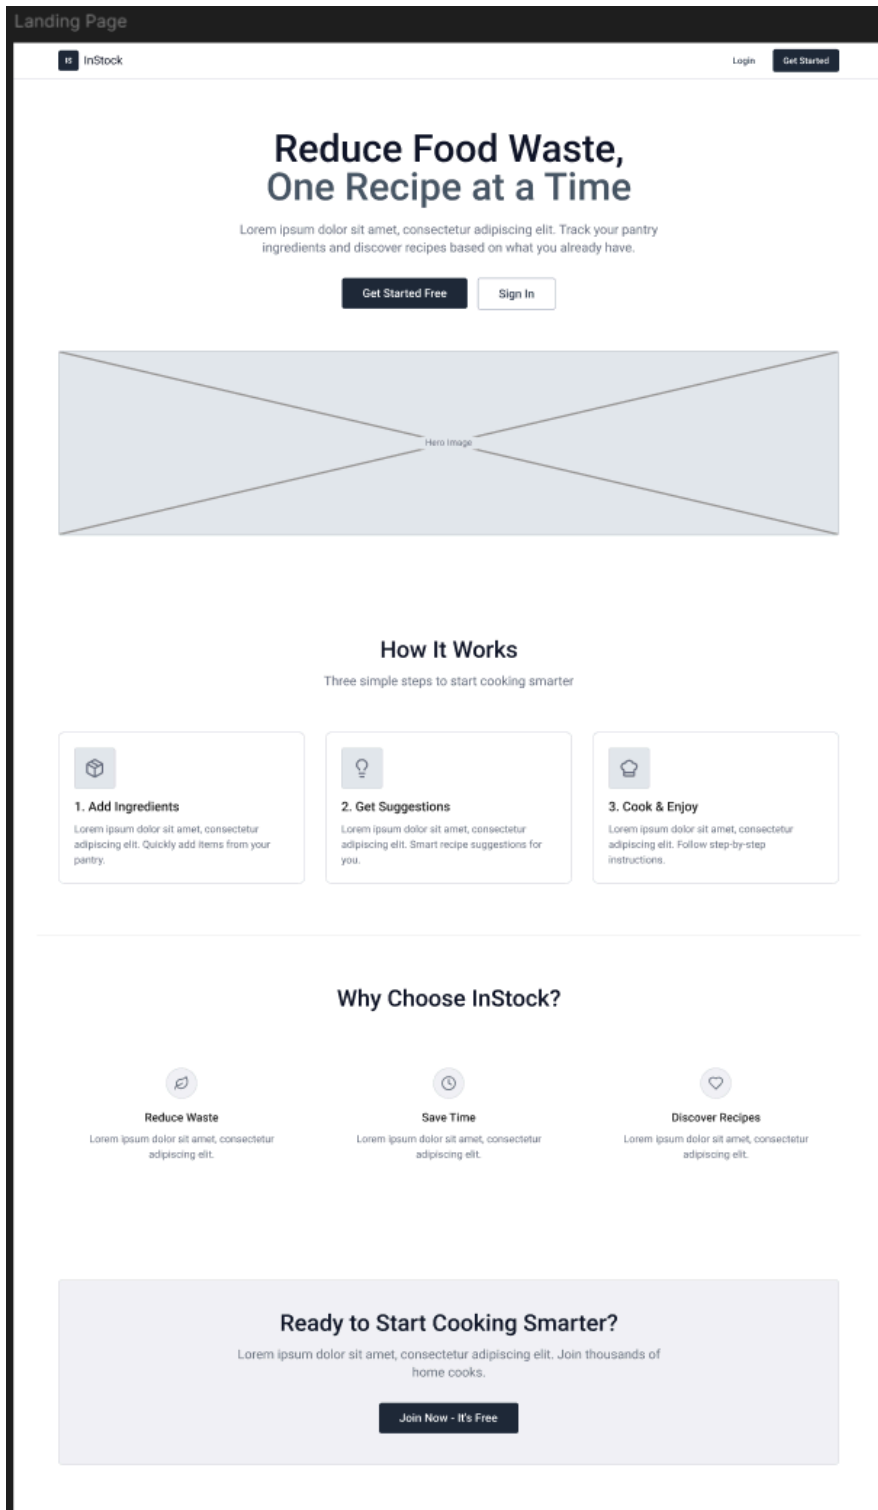 Landing Page
IS InStock
Login
Get Started
Reduce Food Waste,
One Recipe at a Time
Lorem ipsum dolor sit amet, consectetur adipiscing elit. Track your pantry
ingredients and discover recipes based on what you already have.
Get Started Free
Sign In
Hero Image
How It Works
Three simple steps to start cooking smarter
1. Add Ingredients
Lorem ipsum dolor sit amet, consectetur
adipiscing elit. Quickly add items from your
pantry.
2. Get Suggestions
Lorem ipsum dolor sit amet, consectetur
adipiscing elit. Smart recipe suggestions for
you.
3. Cook & Enjoy
Lorem ipsum dolor sit amet, consectetur
adipiscing elit. Follow step-by-step
instructions.
Why Choose InStock?
Reduce Waste
Lorem ipsum dolor sit amet, consectetur
adipiscing elit.
Save Time
Lorem ipsum dolor sit amet, consectetur
adipiscing elit.
Discover Recipes
Lorem ipsum dolor sit amet, consectetur
adipiscing elit.
Ready to Start Cooking Smarter?
Lorem ipsum dolor sit amet, consectetur adipiscing elit. Join thousands of
home cooks.
Join Now - It's Free